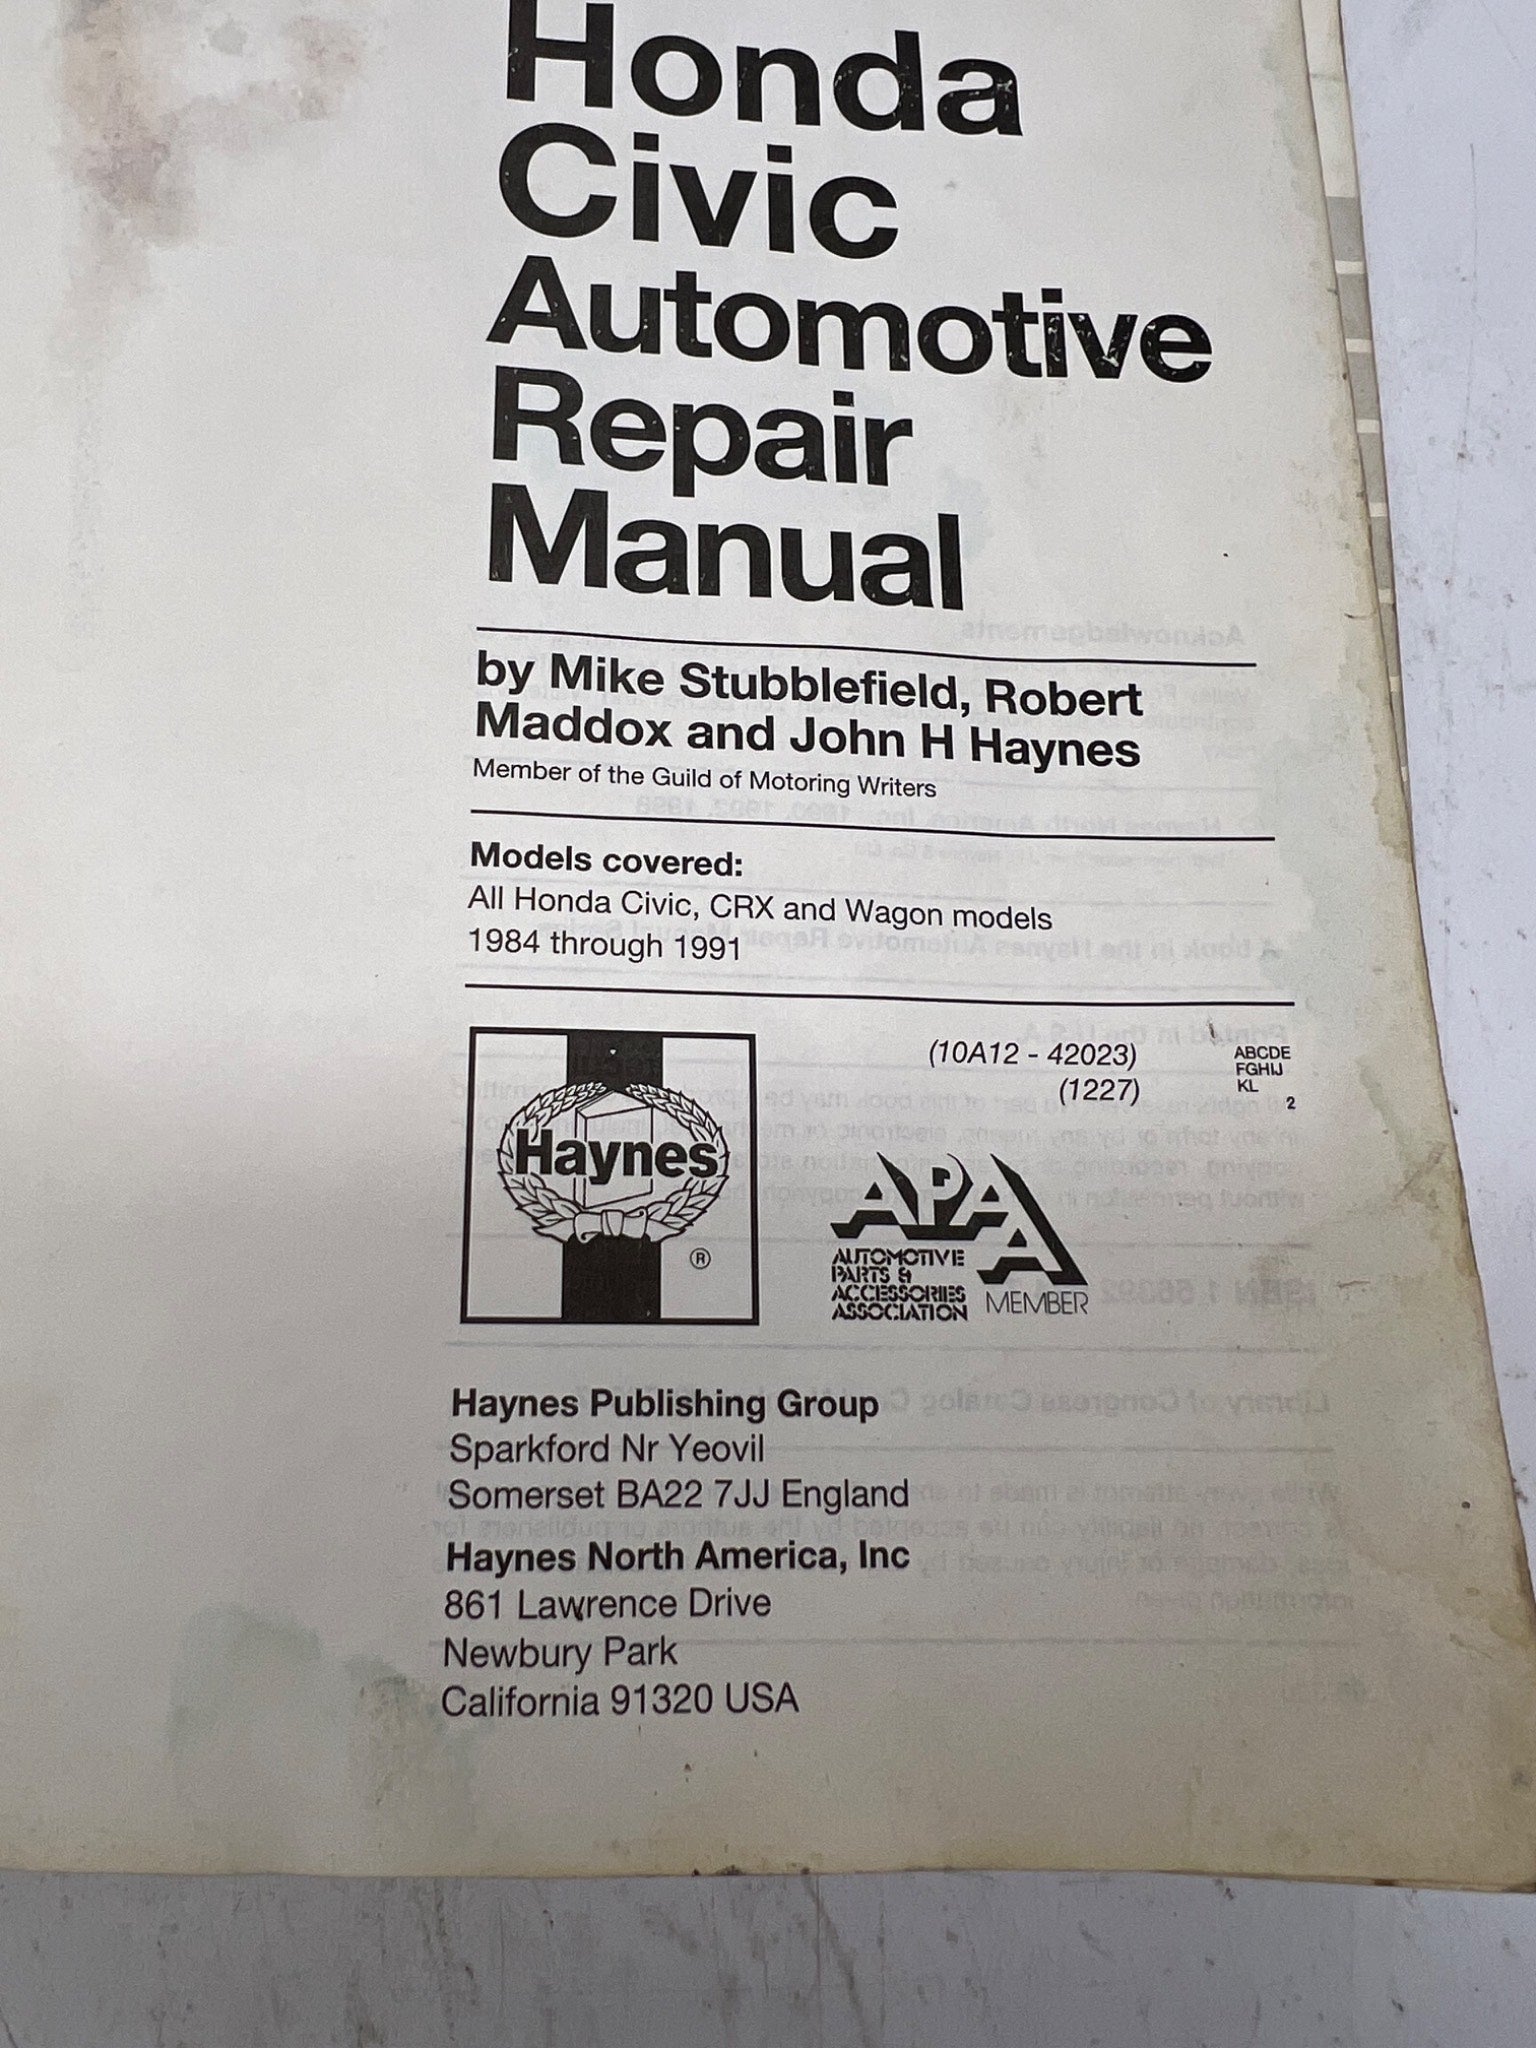 Honda
Civic
Automotive
Repair
Manual
by Mike Stubblefield, Robert
Maddox and John H Haynes
Member of the Guild of Motoring Writers
Models covered:
All Honda Civic, CRX and Wagon models
1984 through 1991
(10A12 - 42023)
(1227)
ABCDE
FGHIJ
KL
2
Haynes
®
APAA
AUTOMOTIVE
PARTS &
ACCESSORIES
ASSOCIATION
MEMBER
Haynes Publishing Group
Sparkford Nr Yeovil
Somerset BA22 7JJ England
Haynes North America, Inc
861 Lawrence Drive
Newbury Park
California 91320 USA